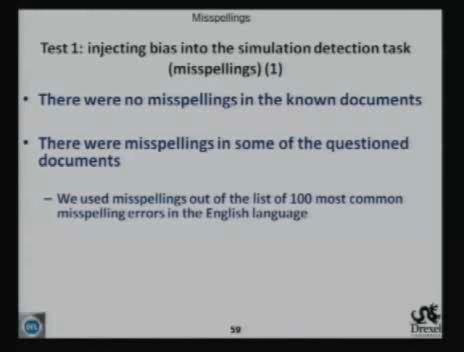 Misspellings
Test 1: injecting bias into the simulation detection task
(misspellings) (1)
• There were no misspellings in the known documents
• There were misspellings in some of the questioned
documents
– We used misspellings out of the list of 100 most common
misspelling errors in the English language
59
Drexel